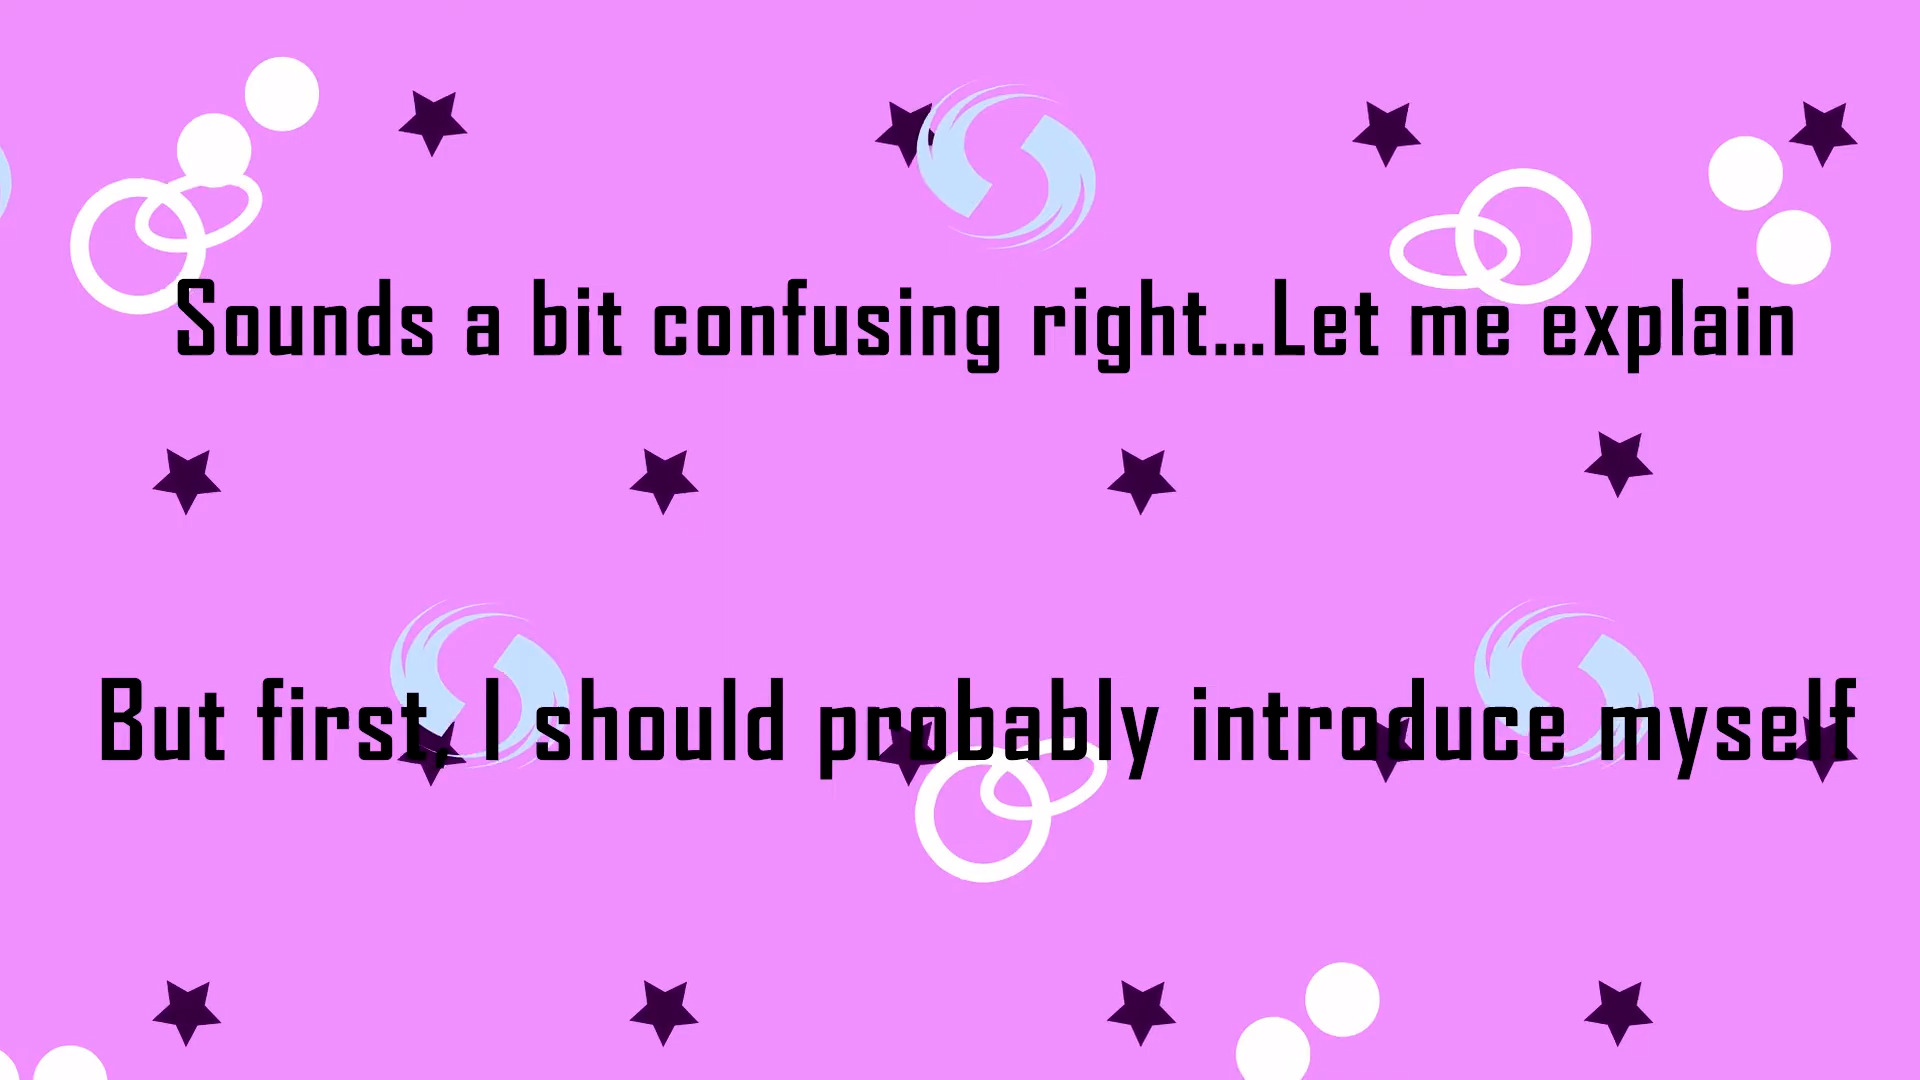 Sounds a bit confusing right...Let me explain
But first, I should probably introduce myself